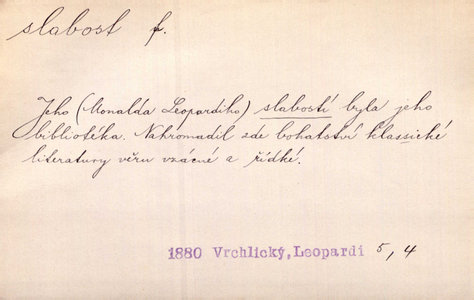 slabost f.
Jeho (Monalda Leopardiho) slabostí byla jeho
bibliotéka. Nahromadil zde bohatství klassické
literatury věru vzácné a řídké.
1880 Vrchlický, Leopardi 5, 4